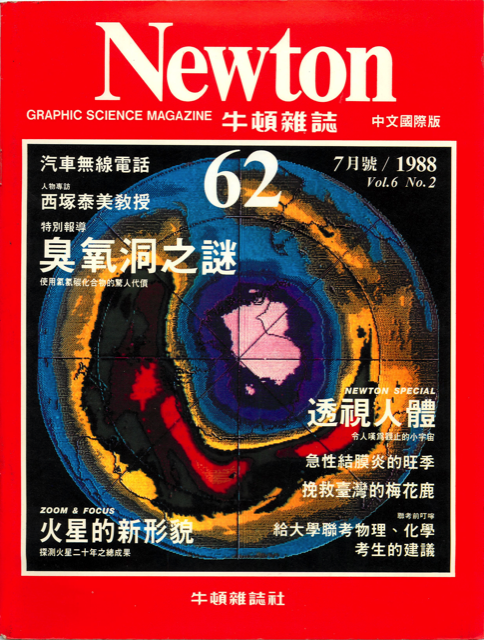 Newton
GRAPHIC SCIENCE MAGAZINE 牛頓雜誌 中文國際版
汽車無線電話
62
7月號/1988
Vol.6 No.2
人物專訪
西塚泰美教授
特別報導
臭氧洞之謎
使用氟氯碳化合物的驚人代價
NEWTON SPECIAL
透視人體
令人嘆為觀止的小宇宙
急性結膜炎的旺季
挽救臺灣的梅花鹿
ZOOM & FOCUS
火星的新形貌
探測火星二十年之總成果
聯考前叮嚀
給大學聯考物理、化學
考生的建議
牛頓雜誌社